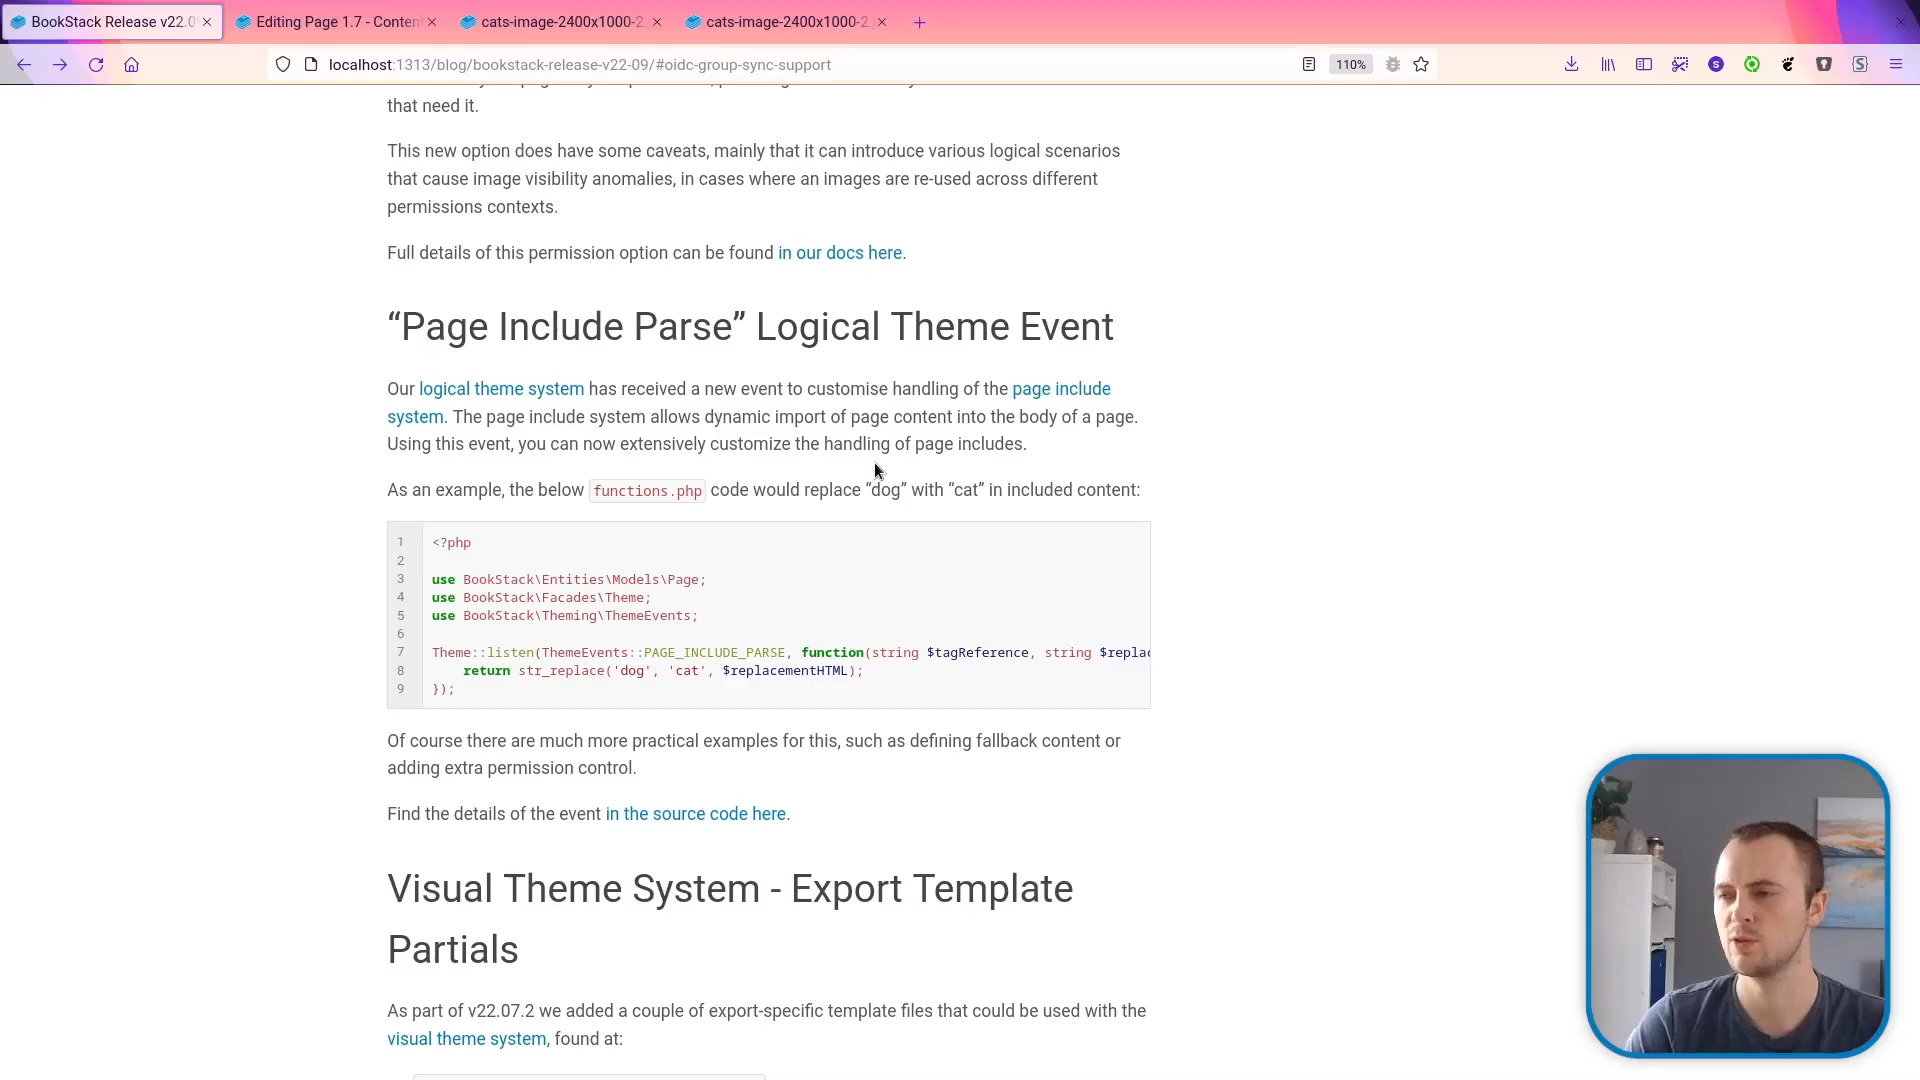 BookStack Release v22.0
Editing Page 1.7 - Conten
cats-image-2400x1000-2
cats-image-2400x1000-2
localhost:1313/blog/bookstack-release-v22-09/#oidc-group-sync-support
110%
that need it.
This new option does have some caveats, mainly that it can introduce various logical scenarios
that cause image visibility anomalies, in cases where an images are re-used across different
permissions contexts.
Full details of this permission option can be found in our docs here.
“Page Include Parse” Logical Theme Event
Our logical theme system has received a new event to customise handling of the page include
system. The page include system allows dynamic import of page content into the body of a page.
Using this event, you can now extensively customize the handling of page includes.
As an example, the below functions.php code would replace “dog” with “cat” in included content:
1 <?php
2
3 use BookStack\Entities\Models\Page;
4 use BookStack\Facades\Theme;
5 use BookStack\Theming\ThemeEvents;
6
7 Theme::listen(ThemeEvents::PAGE_INCLUDE_PARSE, function(string $tagReference, string $replac
8 return str_replace('dog', 'cat', $replacementHTML);
9 });
Of course there are much more practical examples for this, such as defining fallback content or
adding extra permission control.
Find the details of the event in the source code here.
Visual Theme System - Export Template
Partials
As part of v22.07.2 we added a couple of export-specific template files that could be used with the
visual theme system, found at: